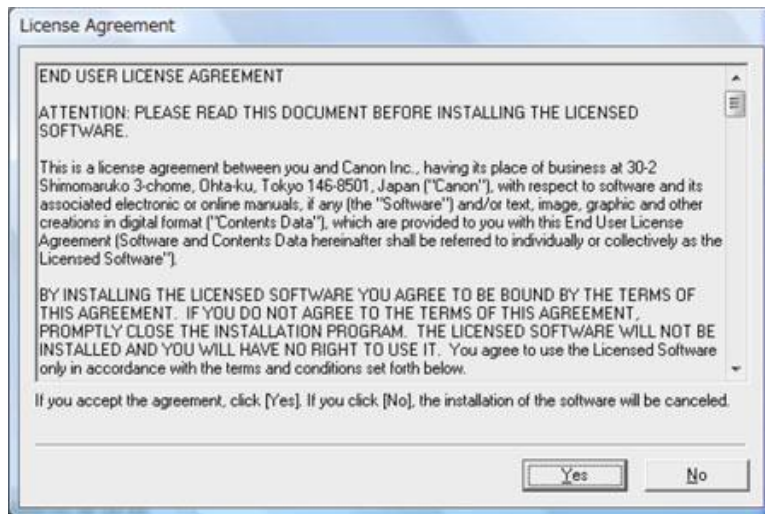 License Agreement
END USER LICENSE AGREEMENT
ATTENTION: PLEASE READ THIS DOCUMENT BEFORE INSTALLING THE LICENSED
SOFTWARE.
This is a license agreement between you and Canon Inc., having its place of business at 30-2
Shimomaruko 3-chome, Ohta-ku, Tokyo 146-8501, Japan ("Canon"), with respect to software and its
associated electronic or online manuals, if any (the "Software") and/or text, image, graphic and other
creations in digital format ("Contents Data"), which are provided to you with this End User License
Agreement (Software and Contents Data hereinafter shall be referred to individually or collectively as the
Licensed Software").
BY INSTALLING THE LICENSED SOFTWARE YOU AGREE TO BE BOUND BY THE TERMS OF
THIS AGREEMENT.  IF YOU DO NOT AGREE TO THE TERMS OF THIS AGREEMENT,
PROMPTLY CLOSE THE INSTALLATION PROGRAM.  THE LICENSED SOFTWARE WILL NOT BE
INSTALLED AND YOU WILL HAVE NO RIGHT TO USE IT.  You agree to use the Licensed Software
only in accordance with the terms and conditions set forth below.
If you accept the agreement, click [Yes]. If you click [No], the installation of the software will be canceled.
Yes No